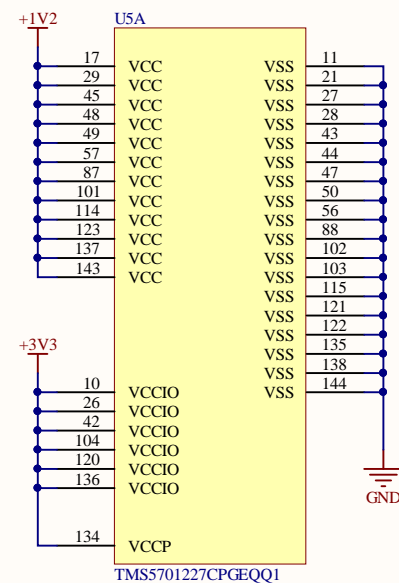 +1V2 U5A
17 VCC VSS 11
29 VCC VSS 21
45 VCC VSS 27
48 VCC VSS 28
49 VCC VSS 43
57 VCC VSS 44
87 VCC VSS 47
101 VCC VSS 50
114 VCC VSS 56
123 VCC VSS 88
137 VCC VSS 102
143 VCC VSS 103
VSS 115
VSS 121
VSS 122
+3V3 VSS 135
VSS 138
10 VCCIO VSS 144
26 VCCIO
42 VCCIO
104 VCCIO
120 VCCIO
136 VCCIO
GND
134 VCCP
TMS5701227CPGEQQ1